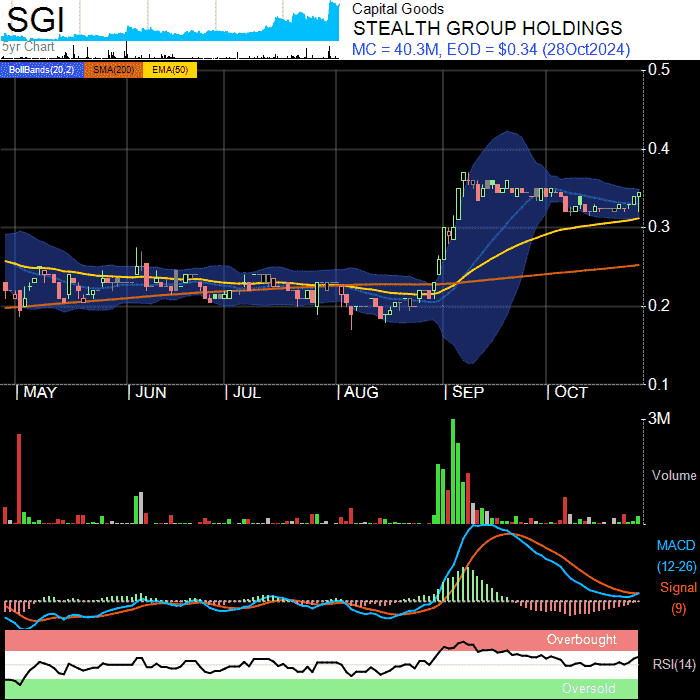 SGI
5yr Chart
Capital Goods
STEALTH GROUP HOLDINGS
MC = 40.3M, EOD = $0.34 (28Oct2024)
BollBands(20,2) SMA(200) EMA(50)
0.5
0.4
0.3
0.2
0.1
MAY JUN JUL AUG SEP OCT
3M
Volume
MACD
(12-26)
Signal
(9)
Overbought
RSI(14)
Oversold